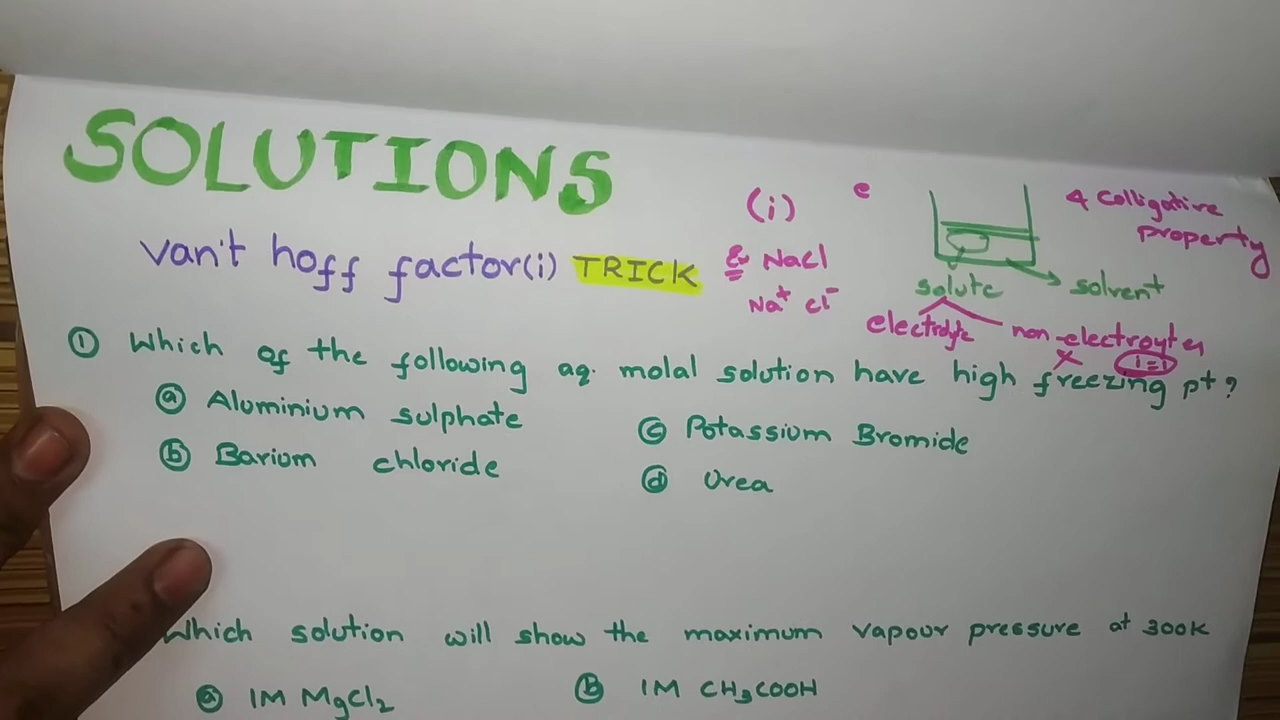 SOLUTIONS
van't hoff factor(i) TRICK
(i)
Ex NaCl
Na⁺ Cl⁻
e
4 Colligative
property
solute
solvent
electrolyte
non-electroytes
i=1
① Which of the following aq. molal solution have high freezing pt?
ⓐ Aluminium sulphate
ⓑ Barium chloride
ⓒ Potassium Bromide
ⓓ Urea
Which solution will show the maximum vapour pressure at 300K
ⓐ 1M MgCl₂
ⓑ 1M CH₃COOH